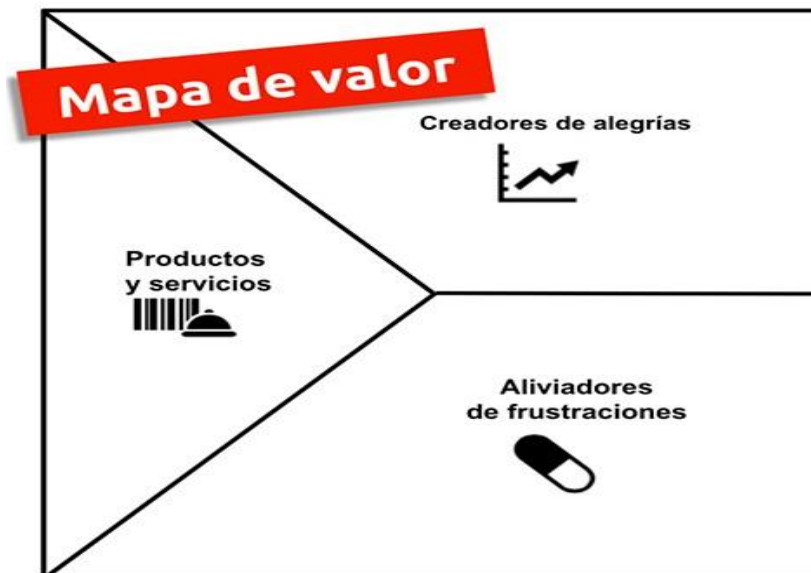 Mapa de valor
Creadores de alegrías
Productos
y servicios
Aliviadores
de frustraciones